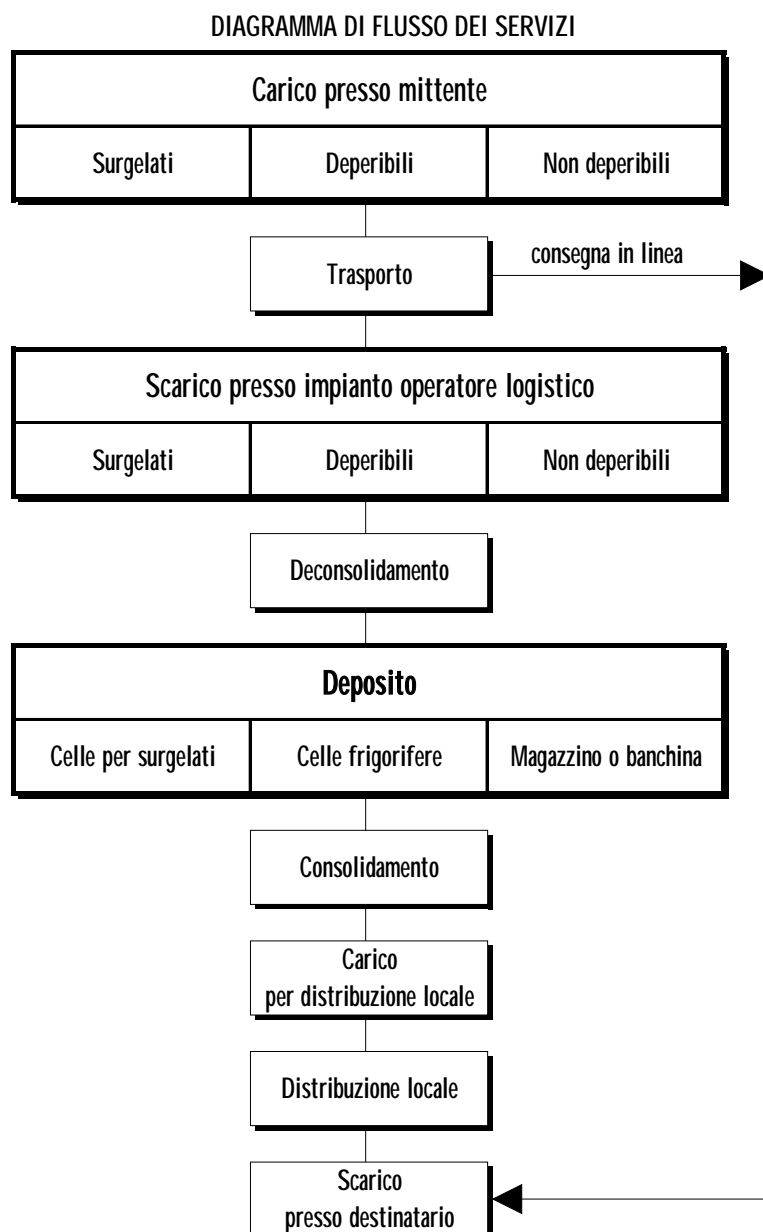 DIAGRAMMA DI FLUSSO DEI SERVIZI
Carico presso mittente
Surgelati
Deperibili
Non deperibili
Trasporto
consegna in linea
Scarico presso impianto operatore logistico
Surgelati
Deperibili
Non deperibili
Deconsolidamento
Deposito
Celle per surgelati
Celle frigorifere
Magazzino o banchina
Consolidamento
Carico
per distribuzione locale
Distribuzione locale
Scarico
presso destinatario